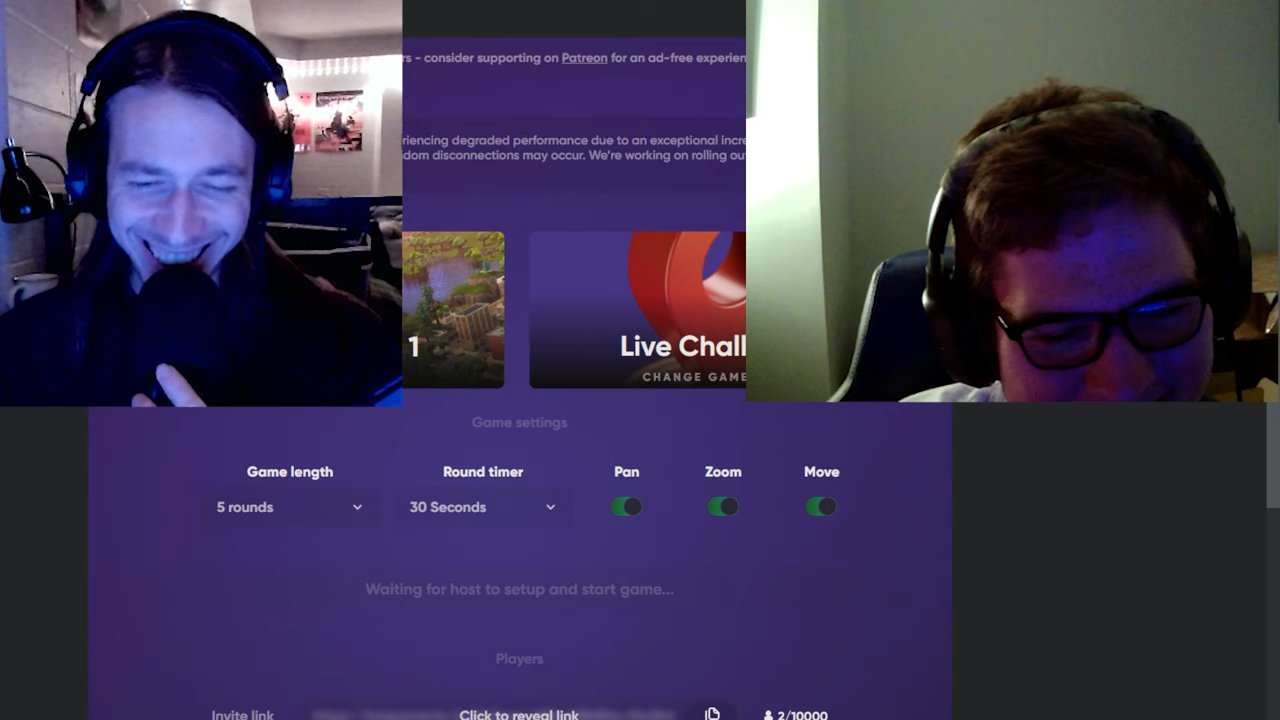 rs - consider supporting on Patreon for an ad-free experien
riencing degraded performance due to an exceptional incre
dom disconnections may occur. We're working on rolling ou
1
Live Chall
CHANGE GAME
Game settings
Game length
Round timer
Pan
Zoom
Move
5 rounds
30 Seconds
Waiting for host to setup and start game...
Players
Invite link
Click to reveal link
2/10000